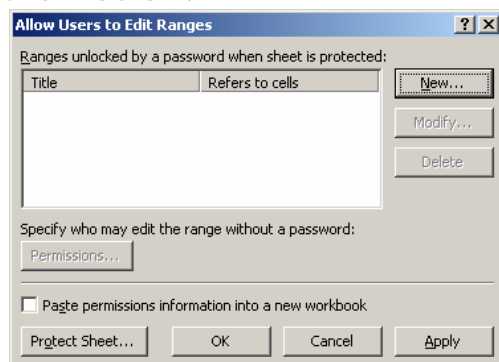 Allow Users to Edit Ranges
Ranges unlocked by a password when sheet is protected:
Title Refers to cells
New...
Modify...
Delete
Specify who may edit the range without a password:
Permissions...
Paste permissions information into a new workbook
Protect Sheet... OK Cancel Apply